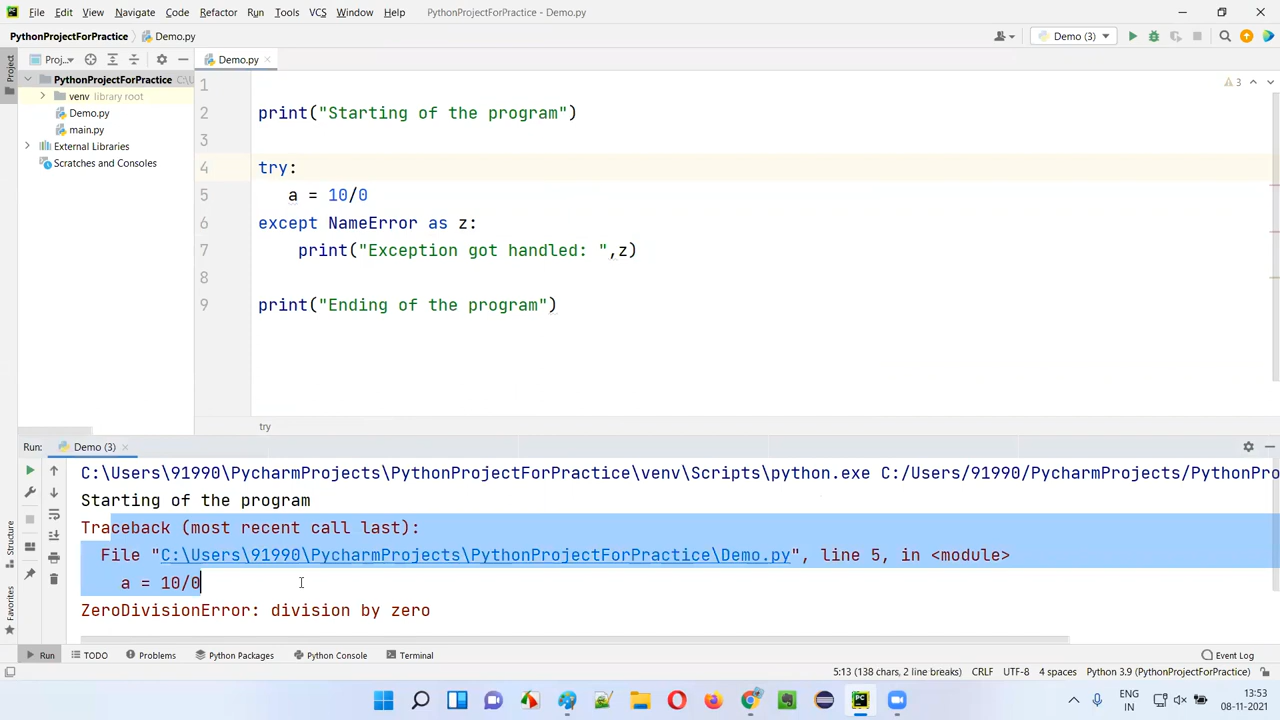 File Edit View Navigate Code Refactor Run Tools VCS Window Help PythonProjectForPractice - Demo.py
PythonProjectForPractice Demo.py Demo (3)
Project Proj... Demo.py
PythonProjectForPractice C:\U
venv library root
Demo.py
main.py
External Libraries
Scratches and Consoles
3
1
2 print("Starting of the program")
3
4 try:
5 a = 10/0
6 except NameError as z:
7 print("Exception got handled: ",z)
8
9 print("Ending of the program")
try
Run: Demo (3)
C:\Users\91990\PycharmProjects\PythonProjectForPractice\venv\Scripts\python.exe C:/Users/91990/PycharmProjects/PythonPro
Starting of the program
Traceback (most recent call last):
File "C:\Users\91990\PycharmProjects\PythonProjectForPractice\Demo.py", line 5, in <module>
a = 10/0
ZeroDivisionError: division by zero
Structure
Favorites
Run TODO Problems Python Packages Python Console Terminal Event Log
5:13 (138 chars, 2 line breaks) CRLF UTF-8 4 spaces Python 3.9 (PythonProjectForPractice)
ENG
IN
13:53
08-11-2021